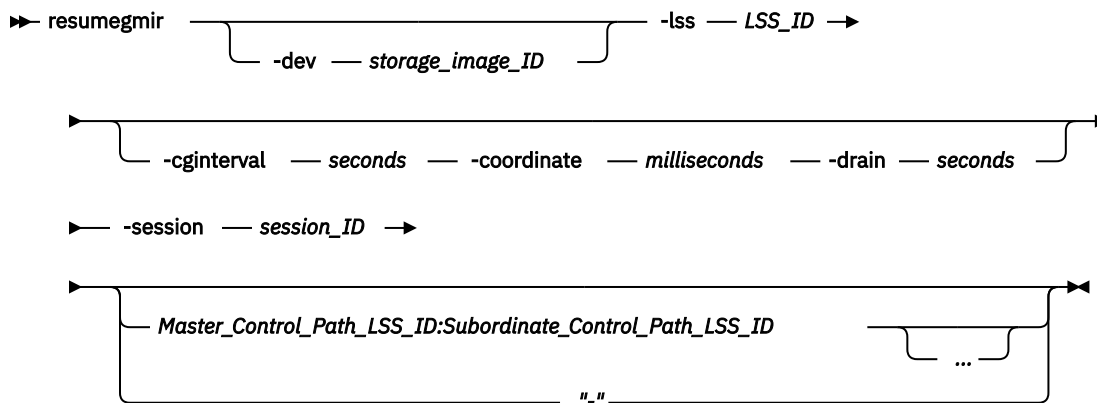 resumegmir -lss LSS_ID
-dev storage_image_ID
-cginterval seconds -coordinate milliseconds -drain seconds
-session session_ID
Master_Control_Path_LSS_ID:Subordinate_Control_Path_LSS_ID
...
"-"